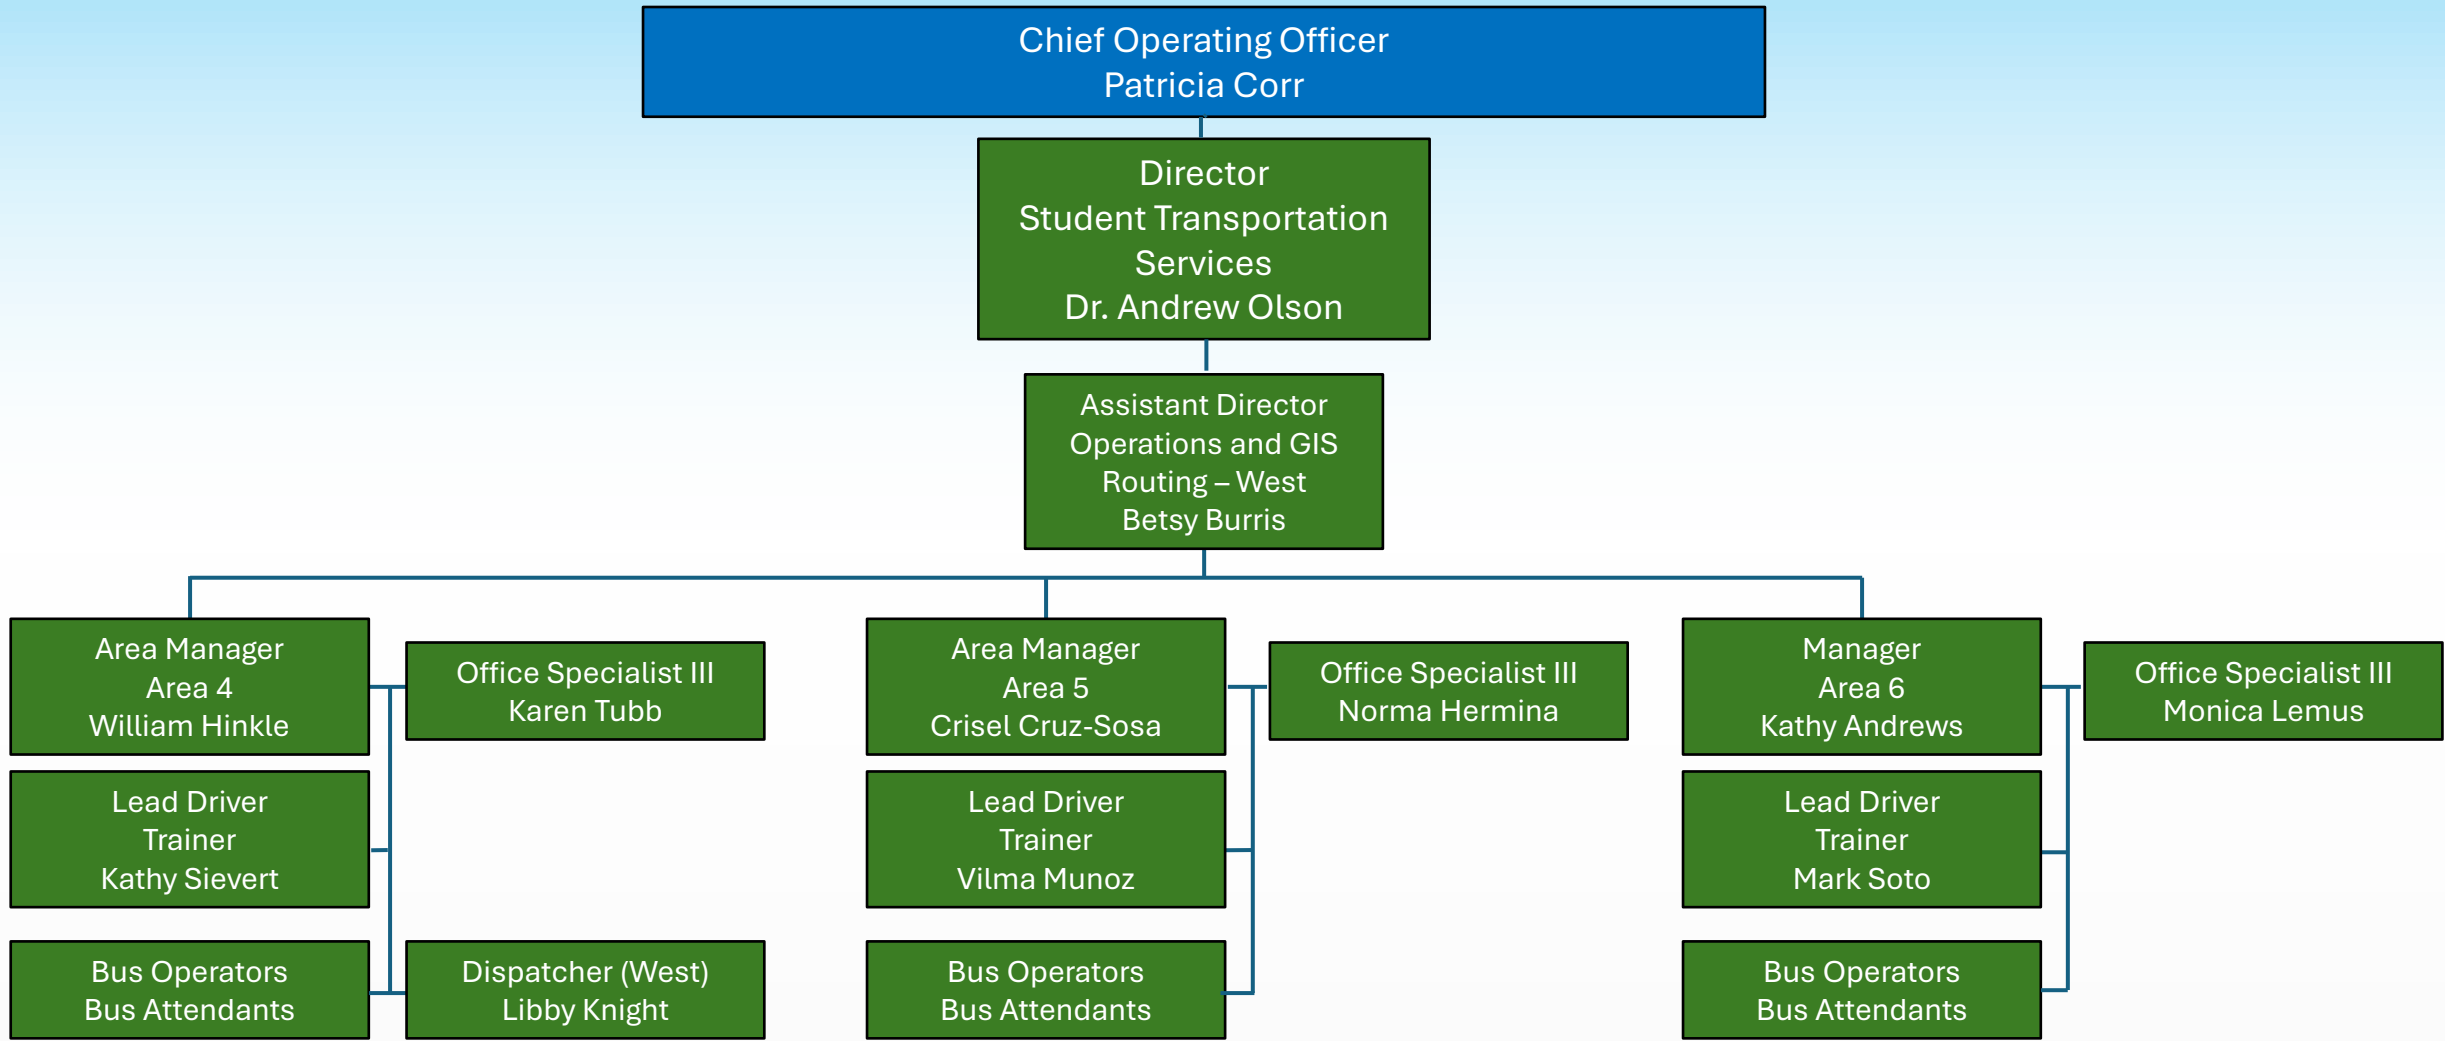 Chief Operating Officer
Patricia Corr
Director
Student Transportation
Services
Dr. Andrew Olson
Assistant Director
Operations and GIS
Routing – West
Betsy Burris
Area Manager
Area 4
William Hinkle
Office Specialist III
Karen Tubb
Lead Driver
Trainer
Kathy Sievert
Bus Operators
Bus Attendants
Dispatcher (West)
Libby Knight
Area Manager
Area 5
Crisel Cruz-Sosa
Office Specialist III
Norma Hermina
Lead Driver
Trainer
Vilma Munoz
Bus Operators
Bus Attendants
Manager
Area 6
Kathy Andrews
Office Specialist III
Monica Lemus
Lead Driver
Trainer
Mark Soto
Bus Operators
Bus Attendants